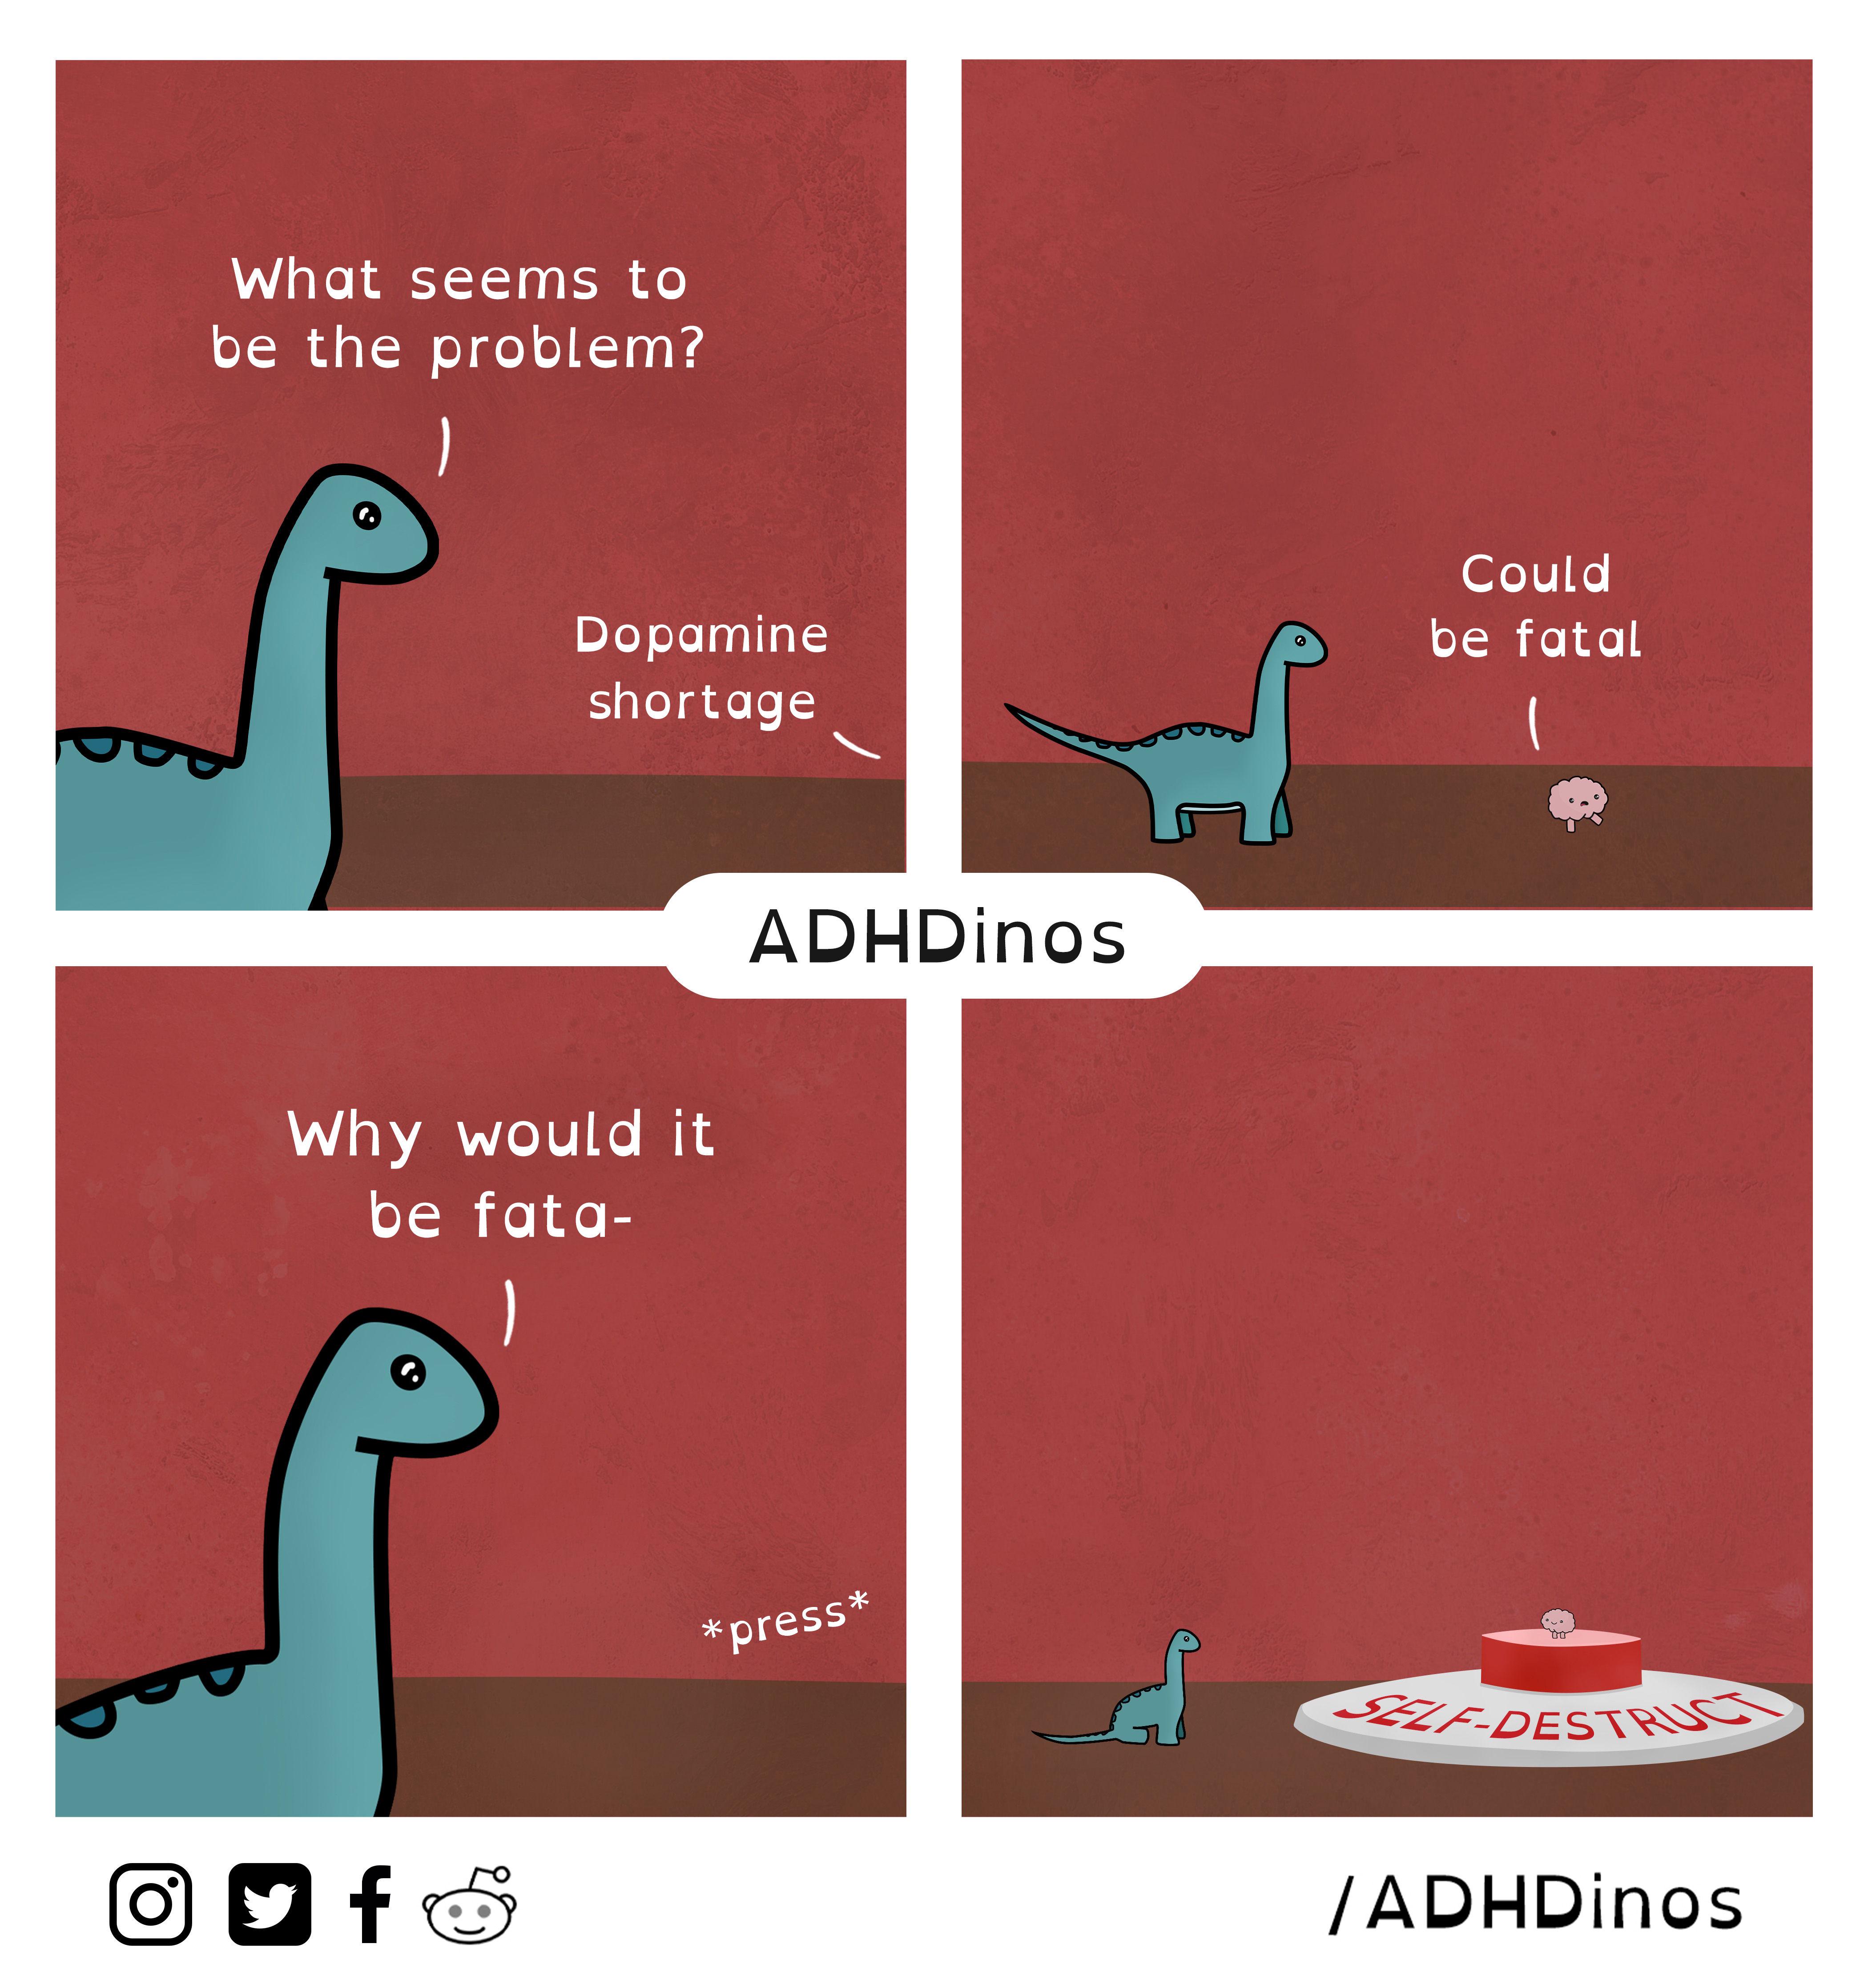 What seems to
be the problem?
Dopamine
shortage
Could
be fatal
ADHDinos
Why would it
be fata-
*press*
SELF-DESTRUCT
/ADHDinos